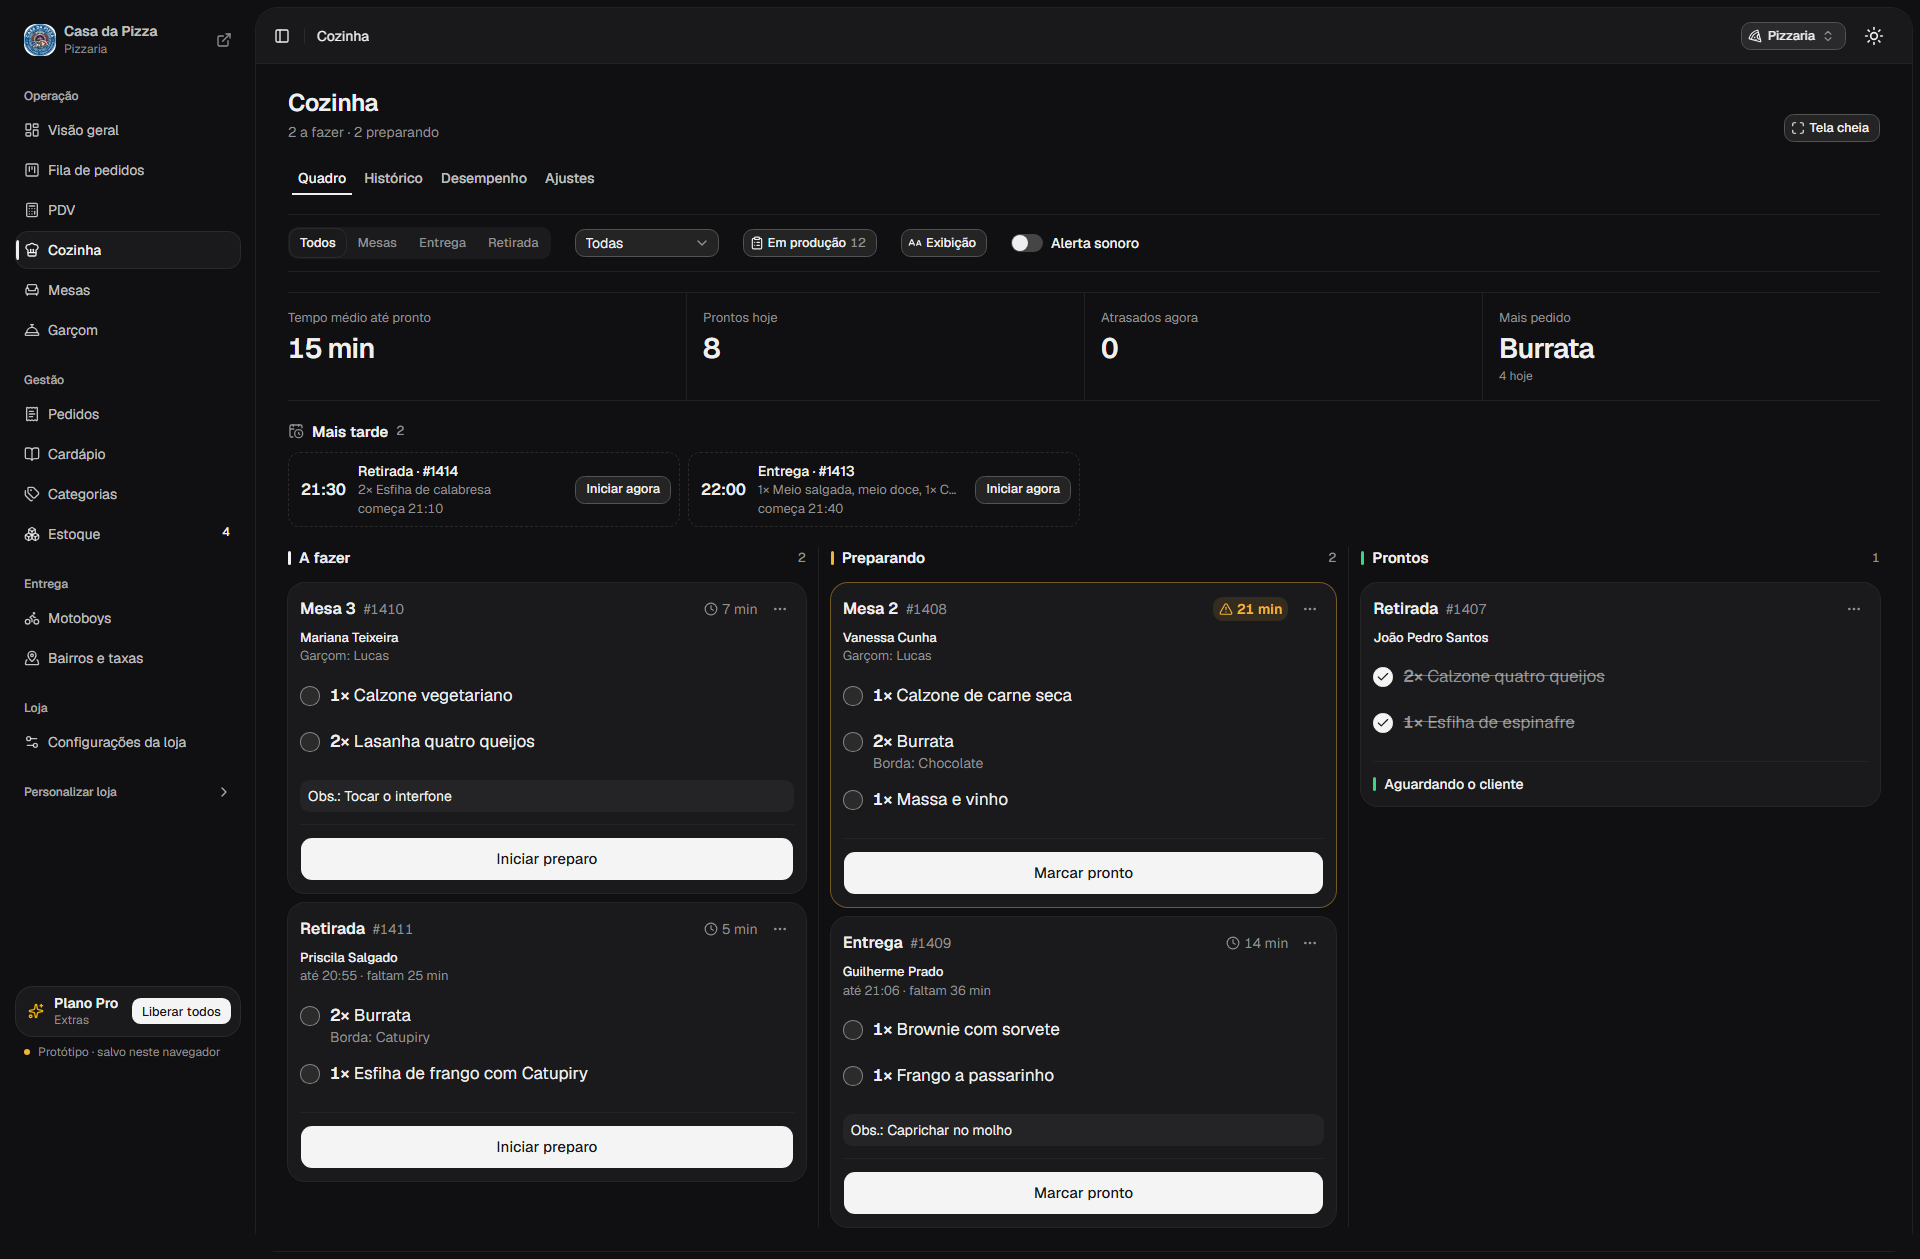 Casa da Pizza
Pizzaria
Operação
Visão geral
Fila de pedidos
PDV
Cozinha
Mesas
Garçom
Gestão
Pedidos
Cardápio
Categorias
Estoque 4
Entrega
Motoboys
Bairros e taxas
Loja
Configurações da loja
Personalizar loja
Plano Pro
Extras
Liberar todos
Protótipo · salvo neste navegador
Cozinha
Pizzaria
Cozinha
2 a fazer · 2 preparando
Tela cheia
Quadro Histórico Desempenho Ajustes
Todos Mesas Entrega Retirada Todas Em produção 12 AA Exibição Alerta sonoro
Tempo médio até pronto
15 min
Prontos hoje
8
Atrasados agora
0
Mais pedido
Burrata
4 hoje
Mais tarde 2
21:30
Retirada · #1414
2× Esfiha de calabresa
começa 21:10
Iniciar agora
22:00
Entrega · #1413
1× Meio salgada, meio doce, 1× C...
começa 21:40
Iniciar agora
A fazer 2
Mesa 3 #1410 7 min
Mariana Teixeira
Garçom: Lucas
1× Calzone vegetariano
2× Lasanha quatro queijos
Obs.: Tocar o interfone
Iniciar preparo
Retirada #1411 5 min
Priscila Salgado
até 20:55 · faltam 25 min
2× Burrata
Borda: Catupiry
1× Esfiha de frango com Catupiry
Iniciar preparo
Preparando 2
Mesa 2 #1408 21 min
Vanessa Cunha
Garçom: Lucas
1× Calzone de carne seca
2× Burrata
Borda: Chocolate
1× Massa e vinho
Marcar pronto
Entrega #1409 14 min
Guilherme Prado
até 21:06 · faltam 36 min
1× Brownie com sorvete
1× Frango a passarinho
Obs.: Caprichar no molho
Marcar pronto
Prontos 1
Retirada #1407
João Pedro Santos
2× Calzone quatro queijos
1× Esfiha de espinafre
Aguardando o cliente